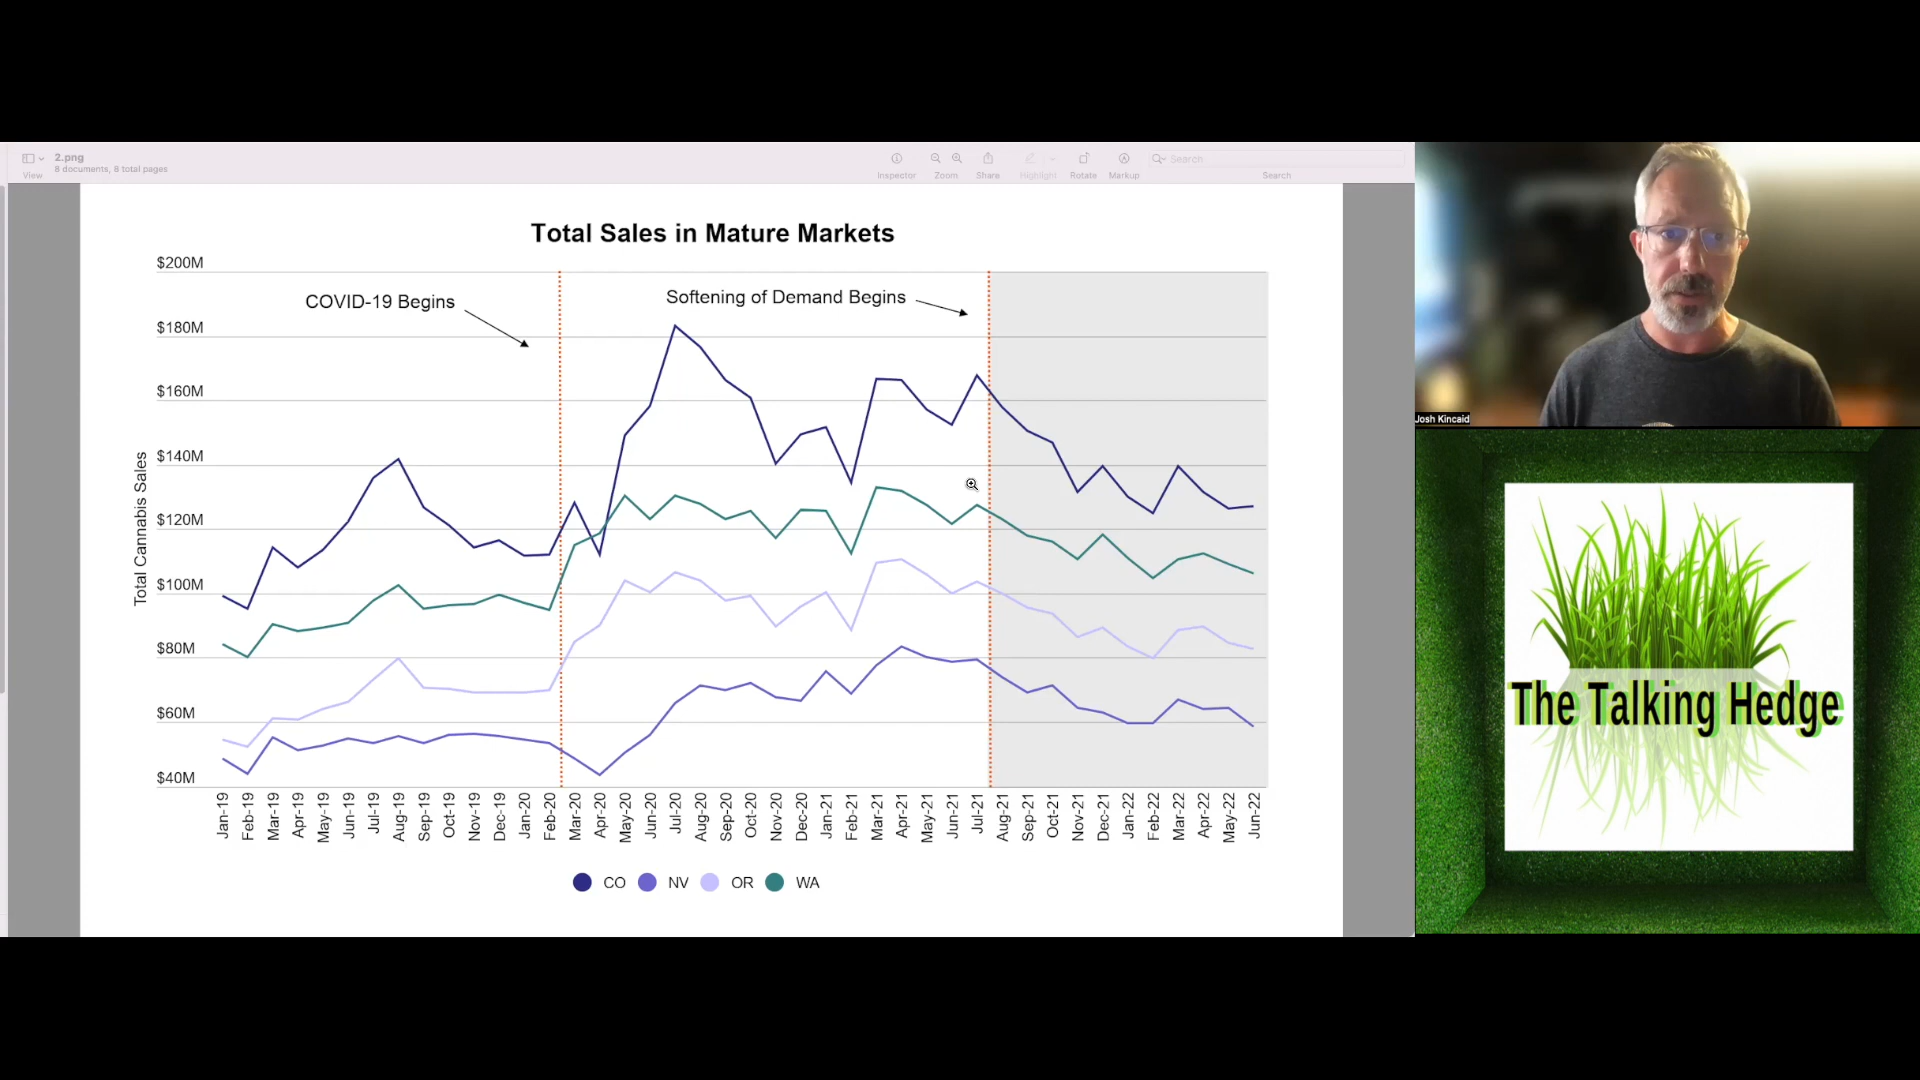 2.png
8 documents, 8 total pages
View
Inspector
Zoom
Share
Highlight
Rotate
Markup
Search
Search
Total Sales in Mature Markets
$200M
$180M
$160M
$140M
$120M
$100M
$80M
$60M
$40M
Total Cannabis Sales
COVID-19 Begins
Softening of Demand Begins
Jan-19
Feb-19
Mar-19
Apr-19
May-19
Jun-19
Jul-19
Aug-19
Sep-19
Oct-19
Nov-19
Dec-19
Jan-20
Feb-20
Mar-20
Apr-20
May-20
Jun-20
Jul-20
Aug-20
Sep-20
Oct-20
Nov-20
Dec-20
Jan-21
Feb-21
Mar-21
Apr-21
May-21
Jun-21
Jul-21
Aug-21
Sep-21
Oct-21
Nov-21
Dec-21
Jan-22
Feb-22
Mar-22
Apr-22
May-22
Jun-22
CO NV OR WA
Josh Kincaid
The Talking Hedge